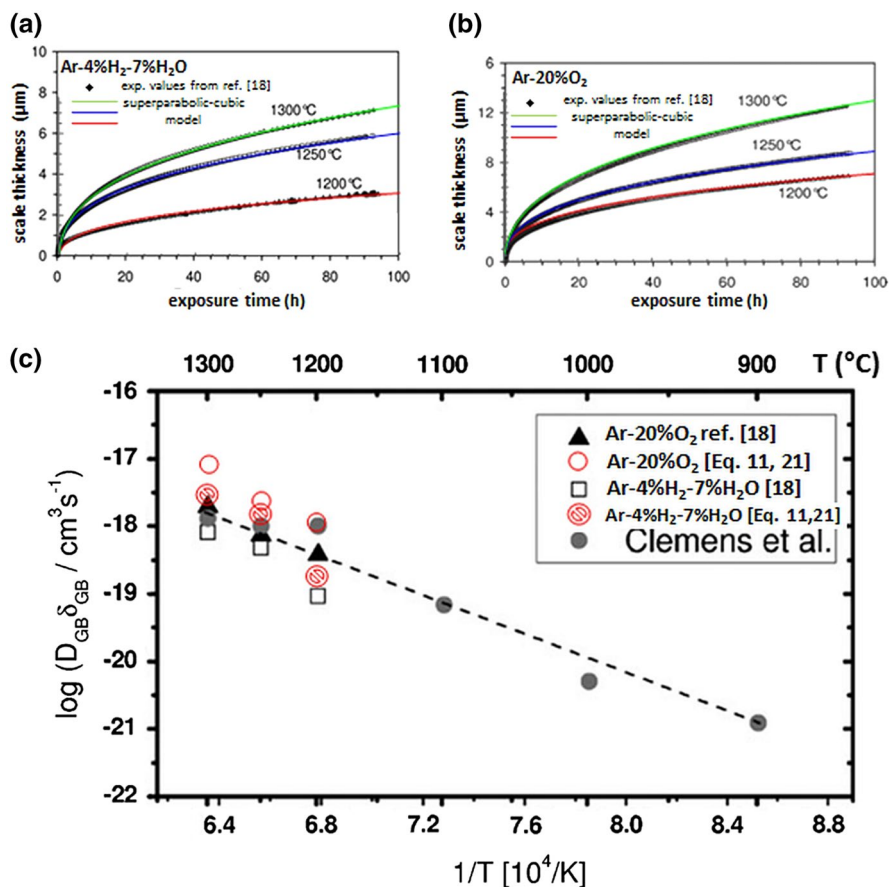 (a)
Ar-4%H₂-7%H₂O
exp. values from ref. [18]
superparabolic-cubic
model
1300°C
1250°C
1200°C
10
8
6
4
2
0
0 20 40 60 80 100
scale thickness (μm)
exposure time (h)
(b)
Ar-20%O₂
exp. values from ref. [18]
superparabolic-cubic
model
1300°C
1250°C
1200°C
12
8
6
4
0
0 20 40 60 80 100
scale thickness (μm)
exposure time (h)
(c)
1300 1200 1100 1000 900 T (°C)
-16
-17
-18
-19
-20
-21
-22
log (D_GB δ_GB / cm³s⁻¹)
Ar-20%O₂ ref. [18]
Ar-20%O₂ [Eq. 11, 21]
Ar-4%H₂-7%H₂O [18]
Ar-4%H₂-7%H₂O [Eq. 11,21]
Clemens et al.
6.4 6.8 7.2 7.6 8.0 8.4 8.8
1/T [10⁴/K]